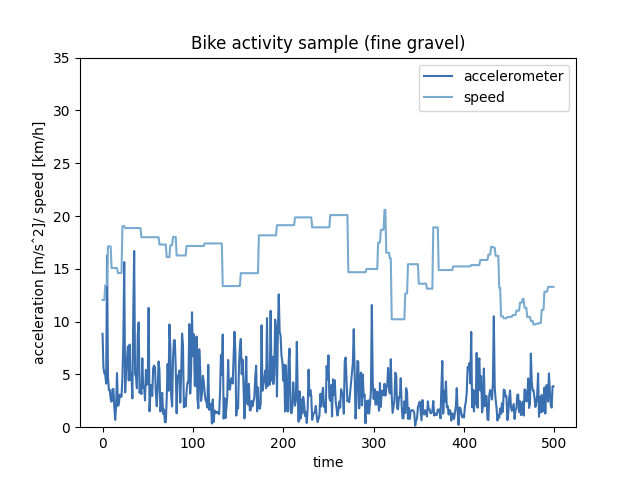 Bike activity sample (fine gravel)
accelerometer
speed
acceleration [m/s^2]/ speed [km/h]
35
30
25
20
15
10
5
0
0 100 200 300 400 500
time